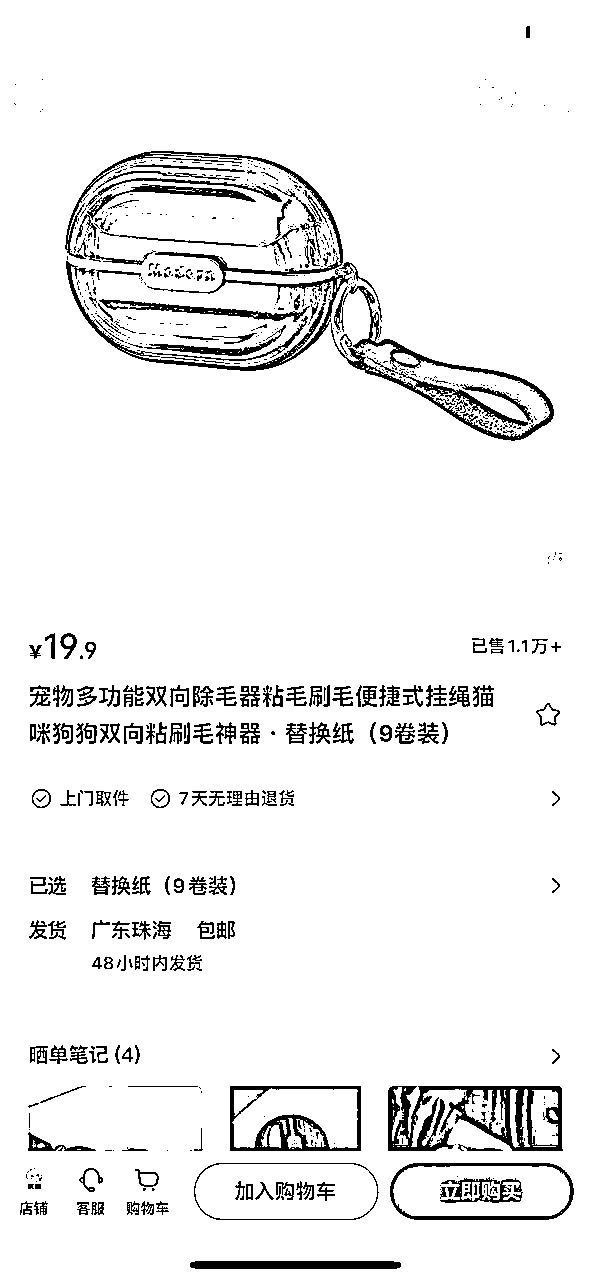 Modern
¥19.9
已售1.1万+
宠物多功能双向除毛器粘毛刷毛便捷式挂绳猫
咪狗狗双向粘刷毛神器·替换纸（9卷装）
上门取件 7天无理由退货
已选 替换纸（9卷装）
发货 广东珠海 包邮
48小时内发货
晒单笔记(4)
店铺 客服 购物车 加入购物车 立即购买